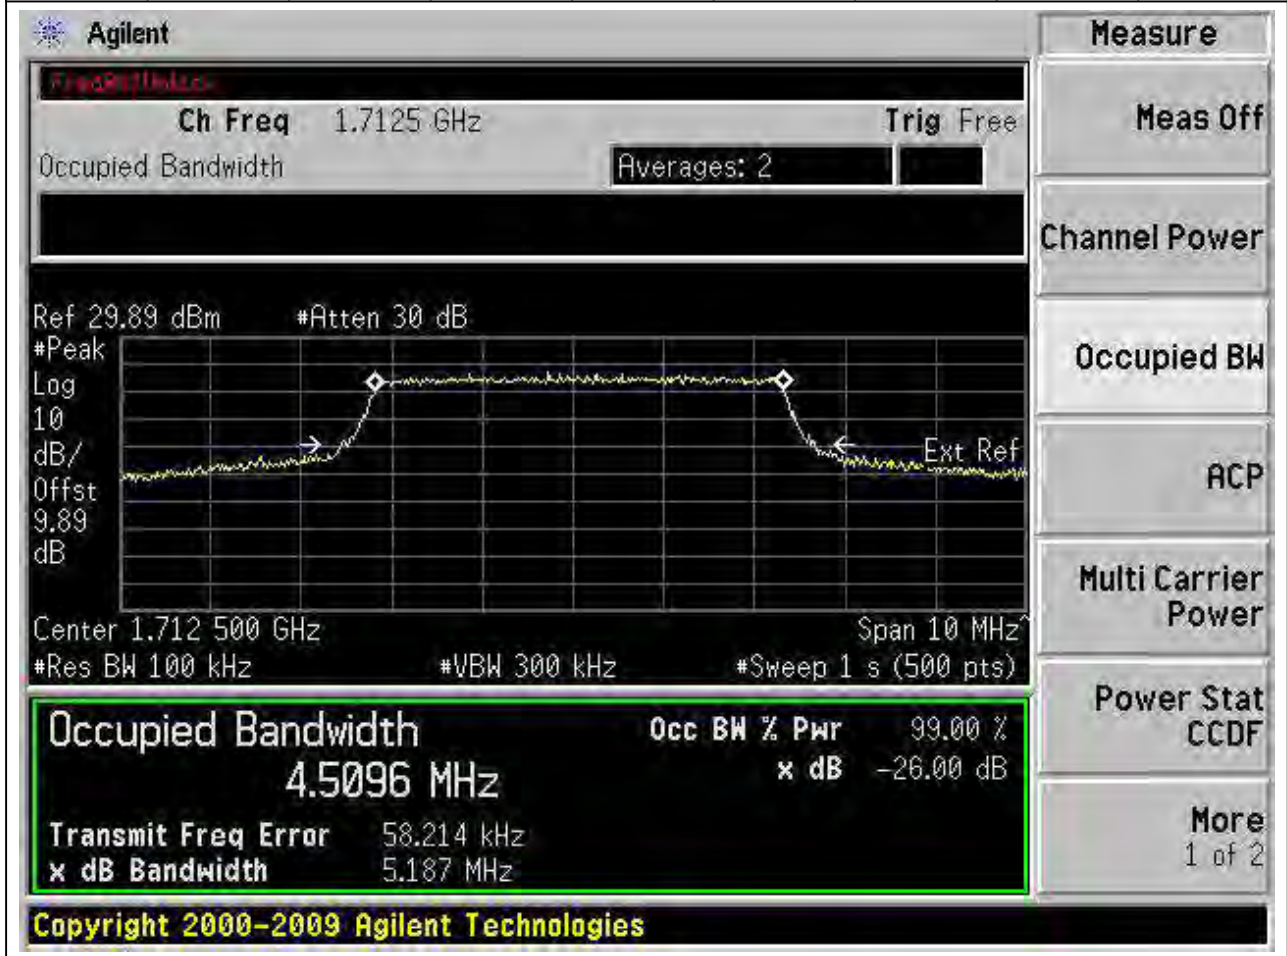 Agilent
Measure
Ch Freq 1.7125 GHz
Trig Free
Meas Off
Occupied Bandwidth
Averages: 2
Channel Power
Ref 29.89 dBm
#Atten 30 dB
#Peak
Log
10
dB/
Offst
9.89
dB
Ext Ref
Occupied BW
ACP
Center 1.712 500 GHz
Span 10 MHz^
#Res BW 100 kHz
#VBW 300 kHz
#Sweep 1 s (500 pts)
Multi Carrier
Power
Occupied Bandwidth
4.5096 MHz
Occ BW % Pwr 99.00 %
x dB -26.00 dB
Transmit Freq Error 58.214 kHz
x dB Bandwidth 5.187 MHz
Power Stat
CCDF
More
1 of 2
Copyright 2000-2009 Agilent Technologies